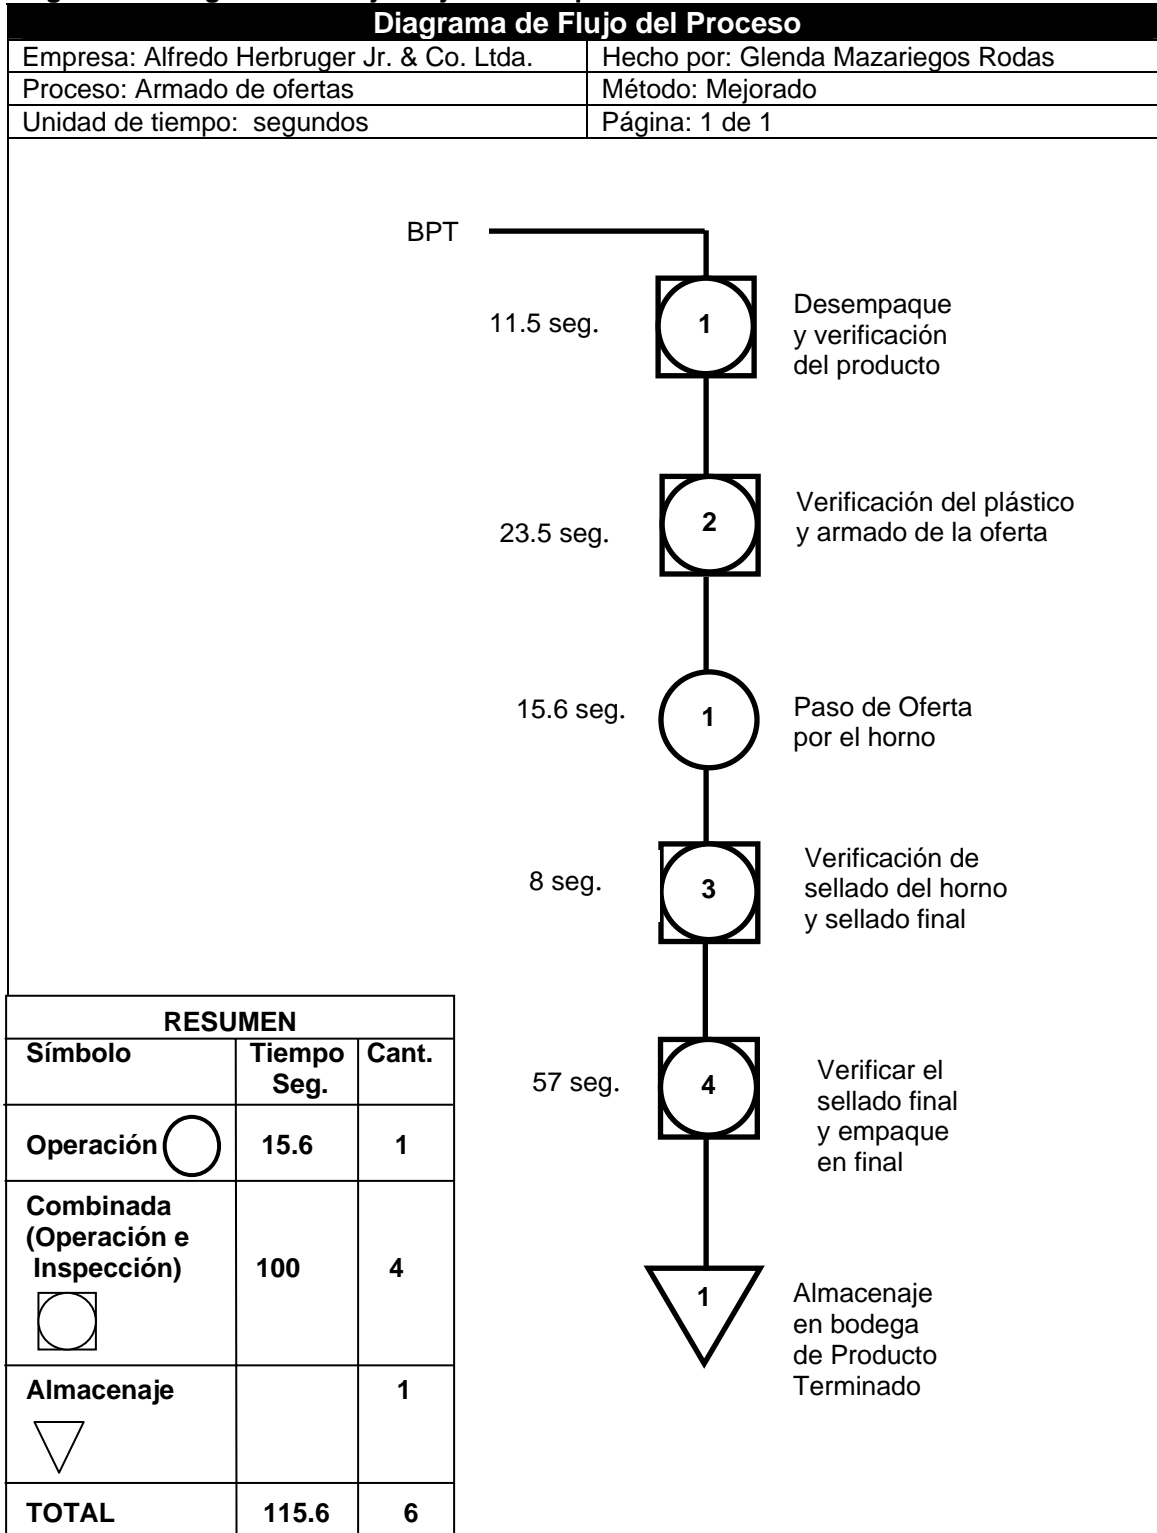 Diagrama de Flujo del Proceso
Empresa: Alfredo Herbruger Jr. & Co. Ltda.
Hecho por: Glenda Mazariegos Rodas
Proceso: Armado de ofertas
Método: Mejorado
Unidad de tiempo: segundos
Página: 1 de 1
BPT
11.5 seg.
1
Desempaque
y verificación
del producto
23.5 seg.
2
Verificación del plástico
y armado de la oferta
15.6 seg.
1
Paso de Oferta
por el horno
8 seg.
3
Verificación de
sellado del horno
y sellado final
57 seg.
4
Verificar el
sellado final
y empaque
en final
1
Almacenaje
en bodega
de Producto
Terminado
RESUMEN
Símbolo
Tiempo
Seg.
Cant.
Operación
15.6
1
Combinada
(Operación e
Inspección)
100
4
Almacenaje
1
TOTAL
115.6
6